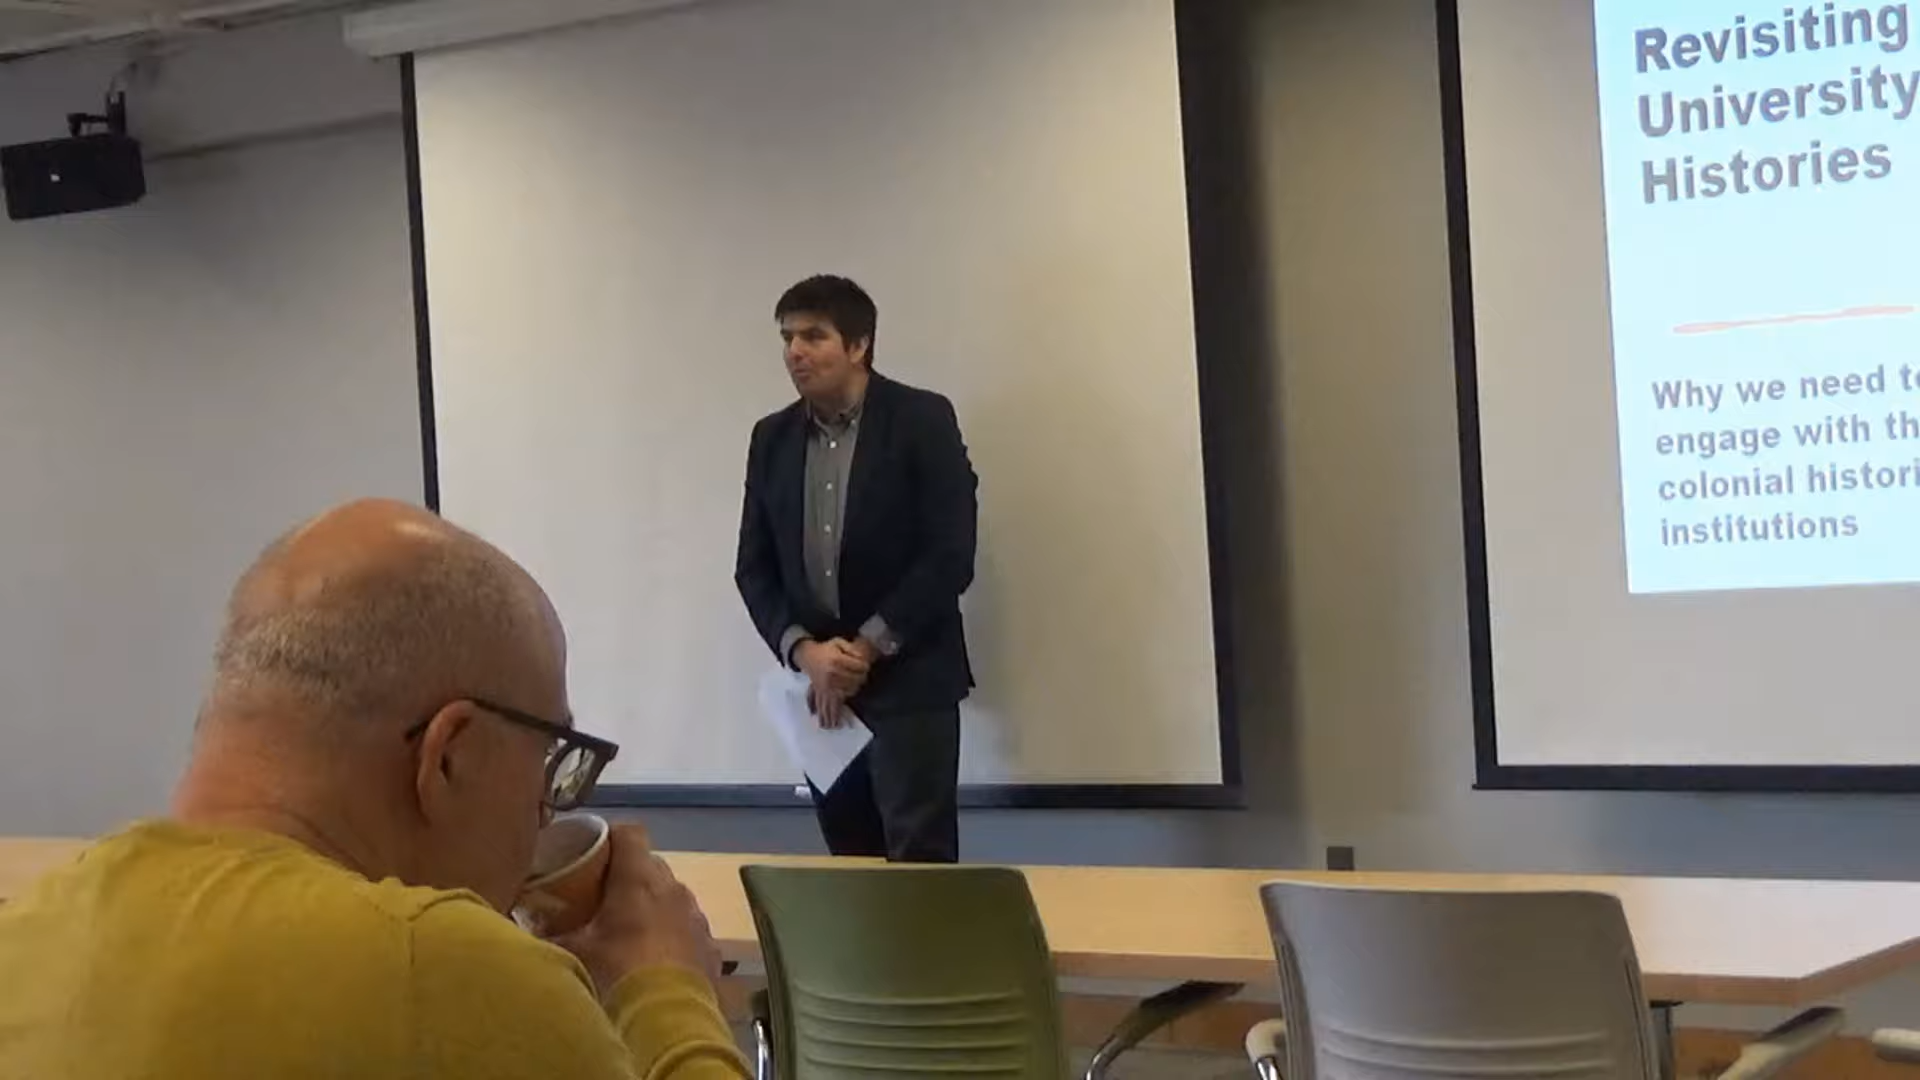 Revisiting
University
Histories
Why we need
engage with
colonial
institutions